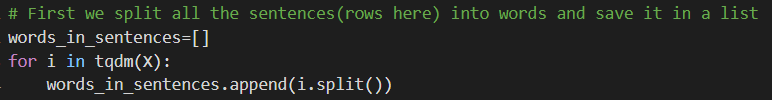 # First we split all the sentences(rows here) into words and save it in a list
words_in_sentences=[]
for i in tqdm(X):
    words_in_sentences.append(i.split())